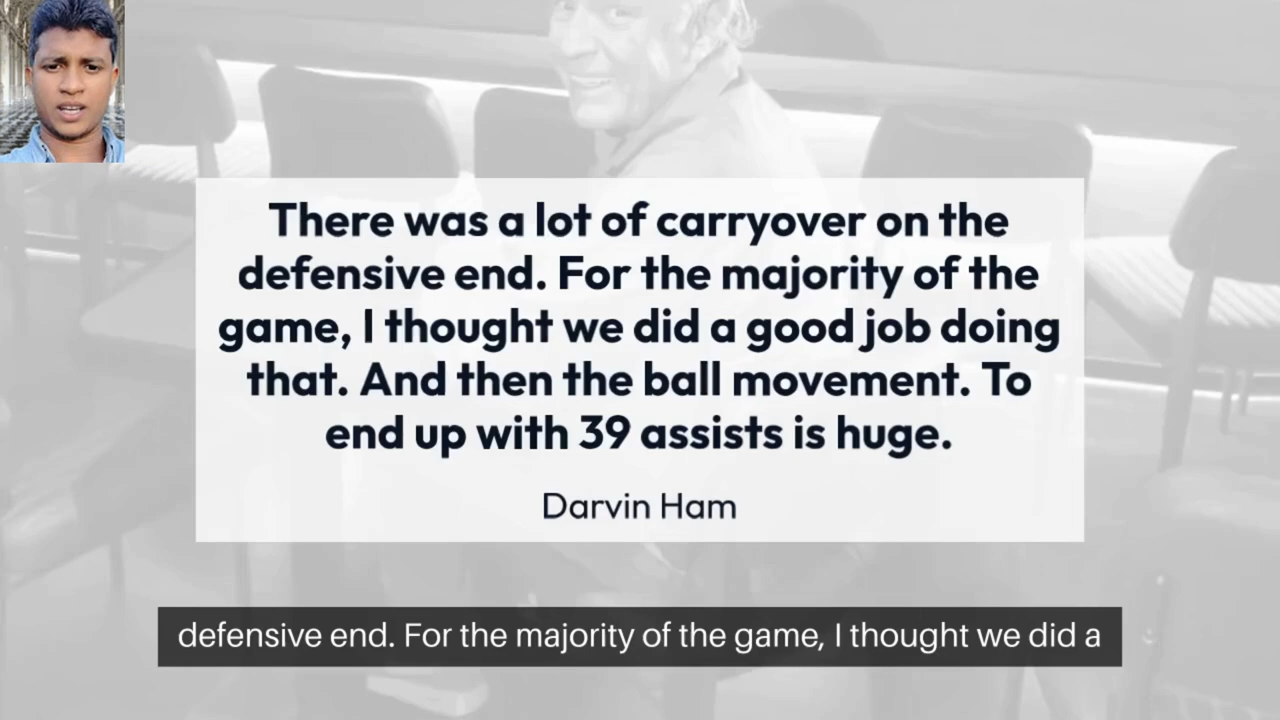 There was a lot of carryover on the
defensive end. For the majority of the
game, I thought we did a good job doing
that. And then the ball movement. To
end up with 39 assists is huge.
Darvin Ham
defensive end. For the majority of the game, I thought we did a